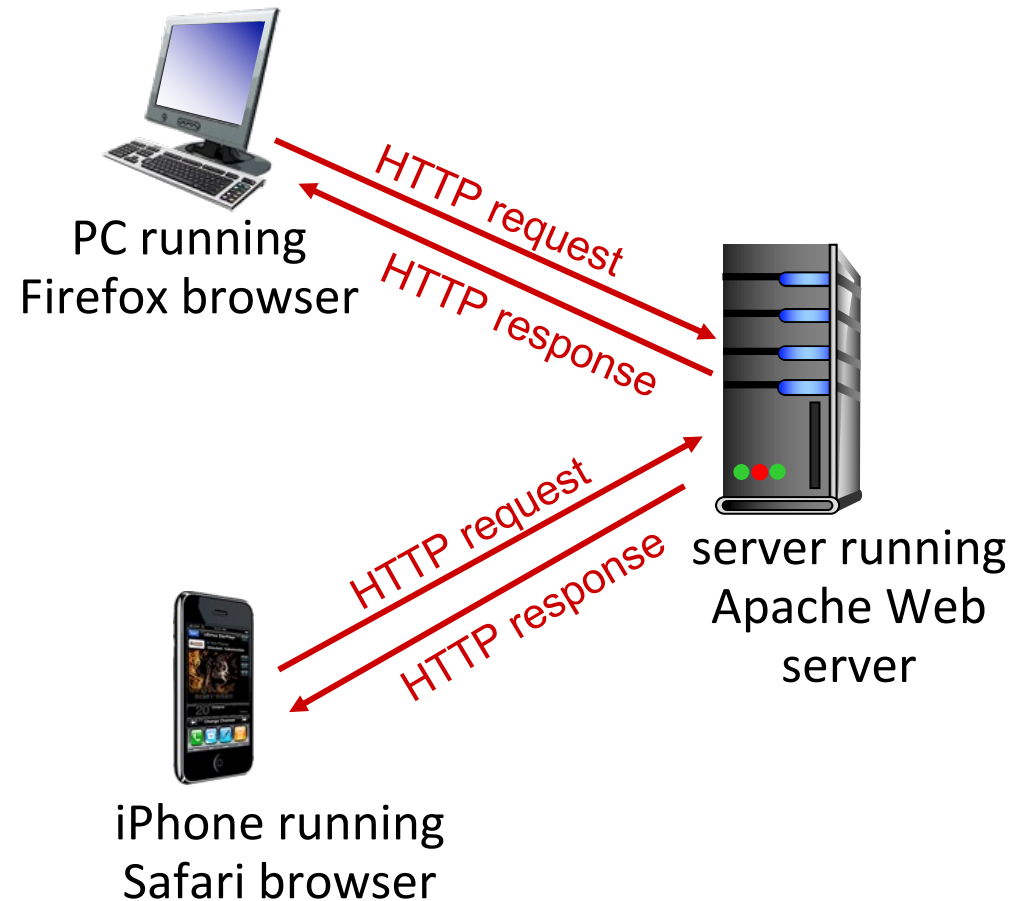 HTTP request
HTTP response
PC running
Firefox browser
HTTP request
HTTP response
server running
Apache Web
server
iPhone running
Safari browser